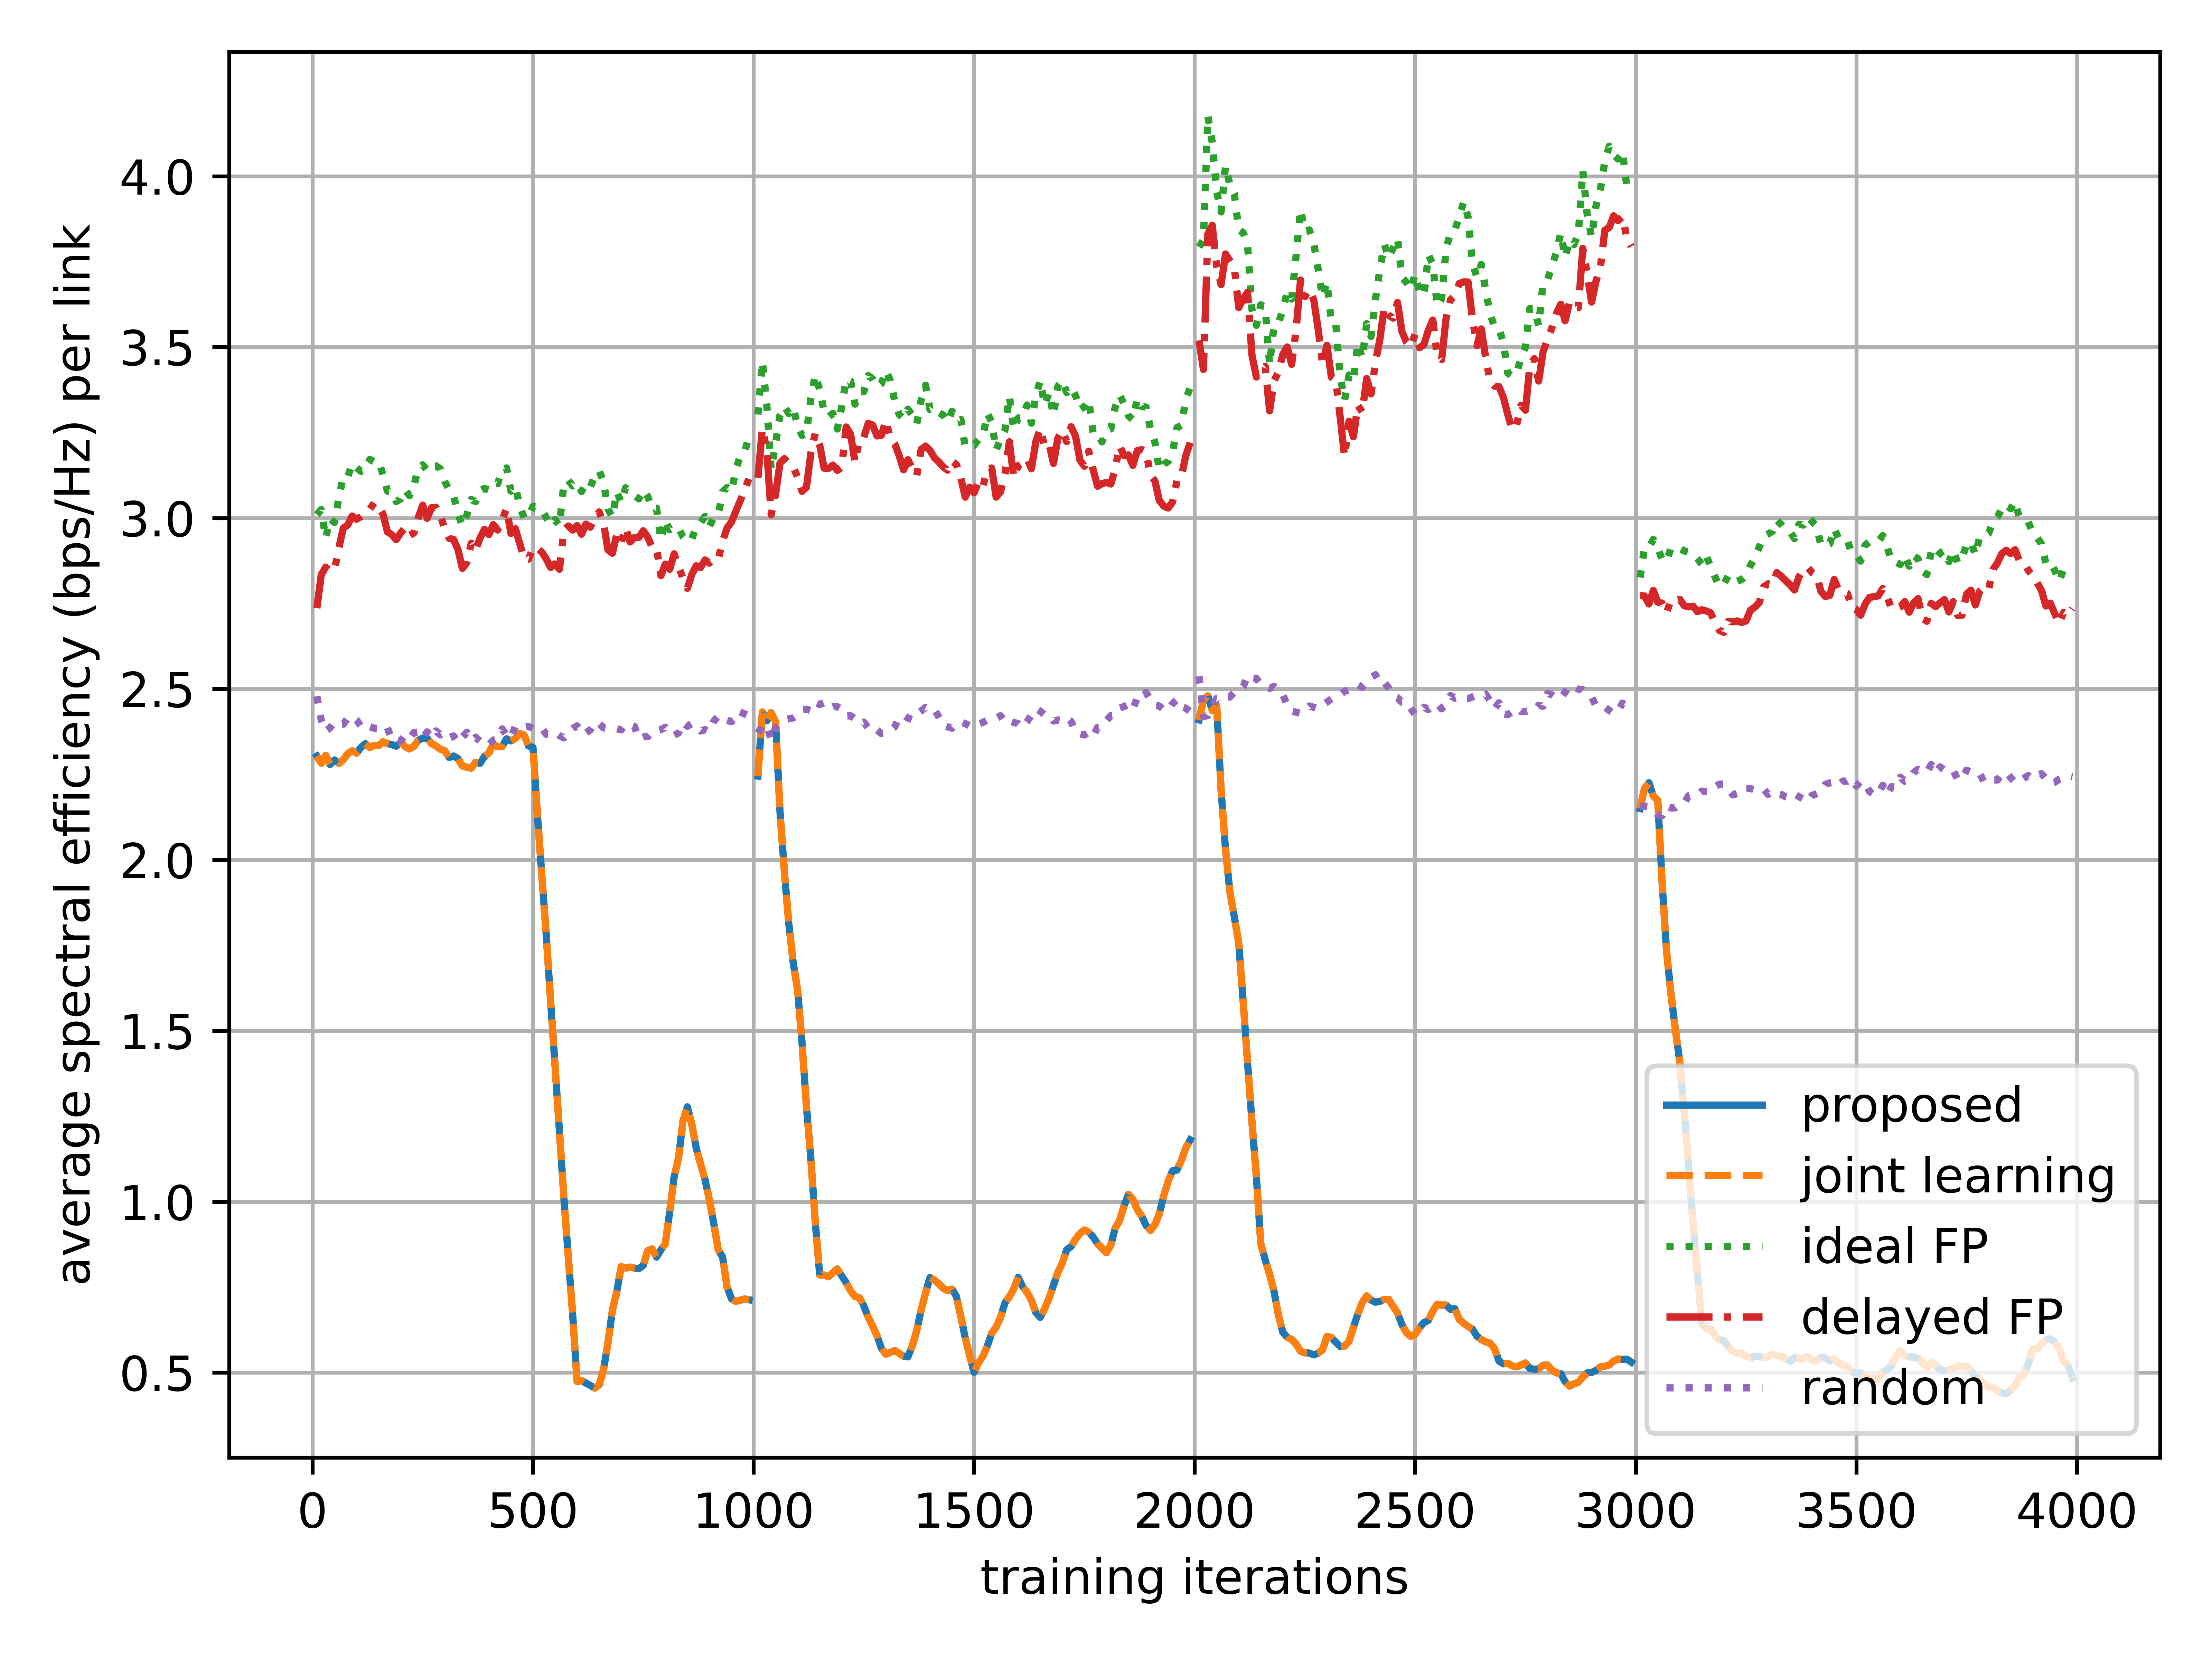 average spectral efficiency (bps/Hz) per link
4.0
3.5
3.0
2.5
2.0
1.5
1.0
0.5
proposed
joint learning
ideal FP
delayed FP
random
0 500 1000 1500 2000 2500 3000 3500 4000
training iterations